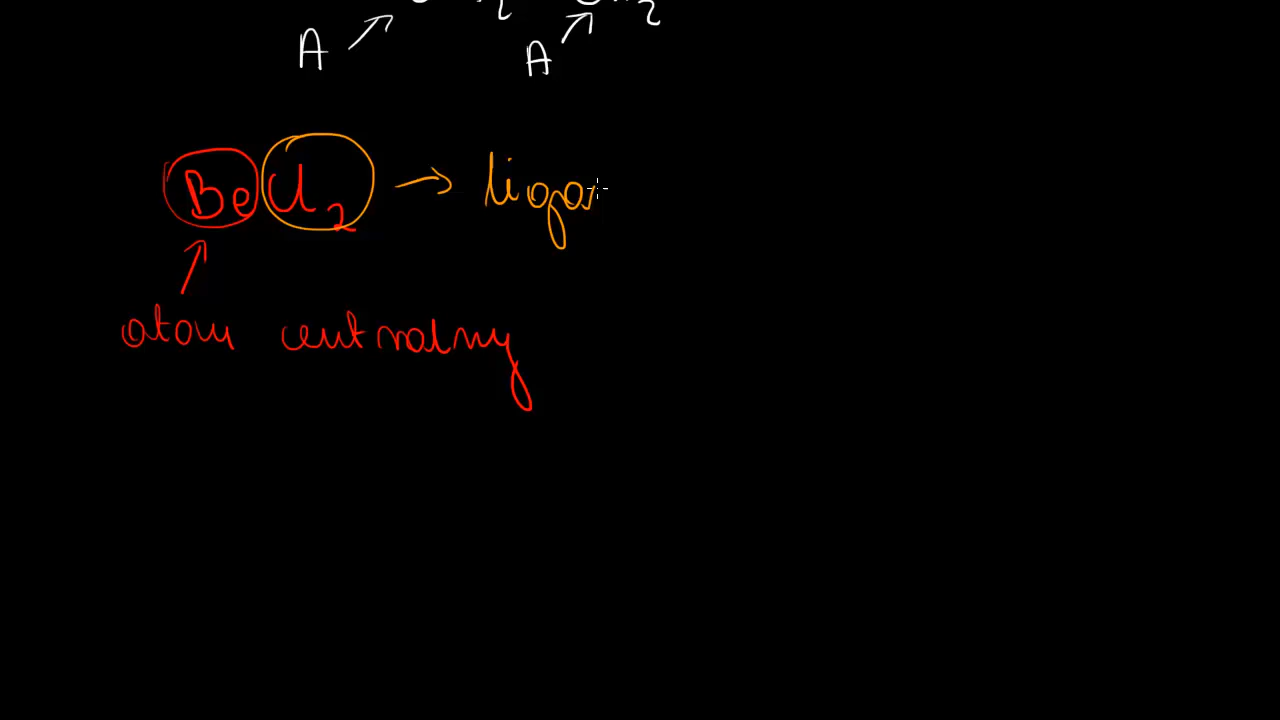 A
A
BeCl2 → ligan
atom centralny